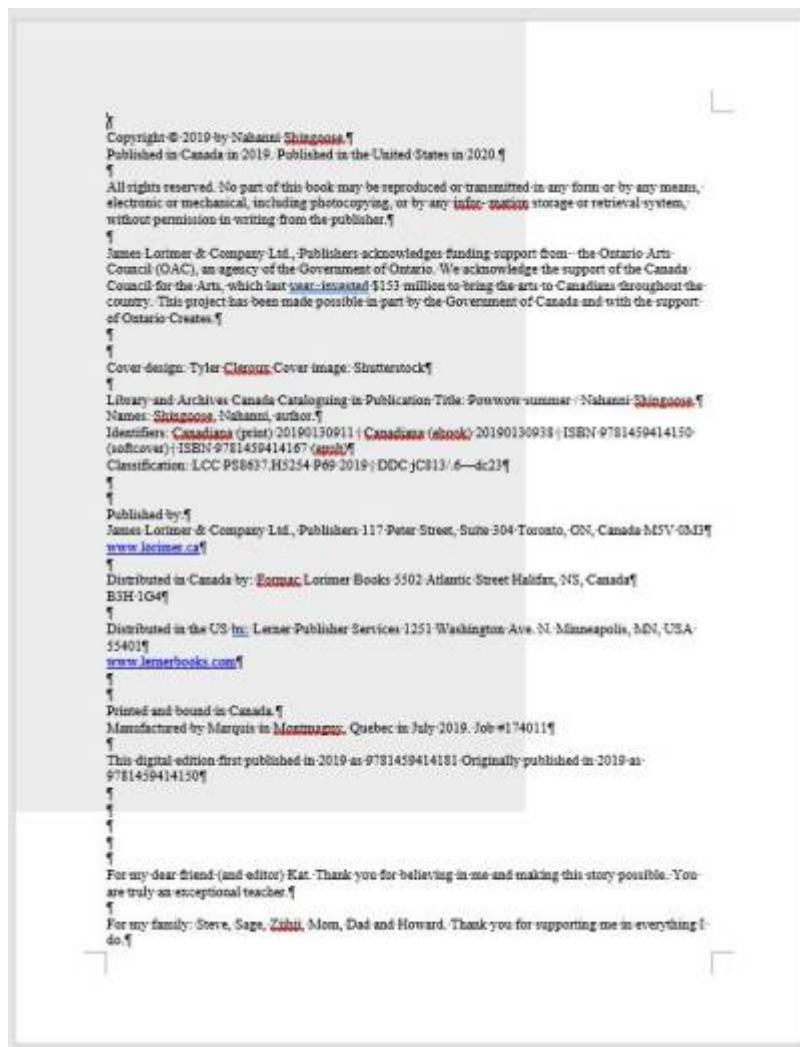 Copyright © 2019 by Nahanni Shingoose.
Published in Canada in 2019. Published in the United States in 2020.
All rights reserved. No part of this book may be reproduced or transmitted in any form or by any means,
electronic or mechanical, including photocopying, or by any infor- mation storage or retrieval system,
without permission in writing from the publisher.
James Lorimer & Company Ltd., Publishers acknowledges funding support from the Ontario Arts
Council (OAC), an agency of the Government of Ontario. We acknowledge the support of the Canada
Council for the Arts, which last year invested $153 million to bring the arts to Canadians throughout the
country. This project has been made possible in part by the Government of Canada and with the support
of Ontario Creates.
Cover design: Tyler Cleroux Cover image: Shutterstock
Library and Archives Canada Cataloguing in Publication Title: Powwow summer / Nahanni Shingoose.
Names: Shingoose, Nahanni, author.
Identifiers: Canadiana (print) 20190130911 | Canadiana (ebook) 20190130938 | ISBN 9781459414150
(softcover) | ISBN 9781459414167 (epub)
Classification: LCC PS8637.H5254 P69 2019 | DDC jC813/.6—dc23
Published by:
James Lorimer & Company Ltd., Publishers 117 Peter Street, Suite 304 Toronto, ON, Canada M5V 0M3
www.lorimer.ca
Distributed in Canada by: Formac Lorimer Books 5502 Atlantic Street Halifax, NS, Canada
B3H 1G4
Distributed in the US by: Lerner Publisher Services 1251 Washington Ave. N. Minneapolis, MN, USA
55401
www.lernerbooks.com
Printed and bound in Canada.
Manufactured by Marquis in Montmagny, Quebec in July 2019. Job #174011
This digital edition first published in 2019 as 9781459414181 Originally published in 2019 as
9781459414150
For my dear friend (and editor) Kat. Thank you for believing in me and making this story possible. You
are truly an exceptional teacher.
For my family: Steve, Sage, Ziibii, Mom, Dad and Howard. Thank you for supporting me in everything I
do.